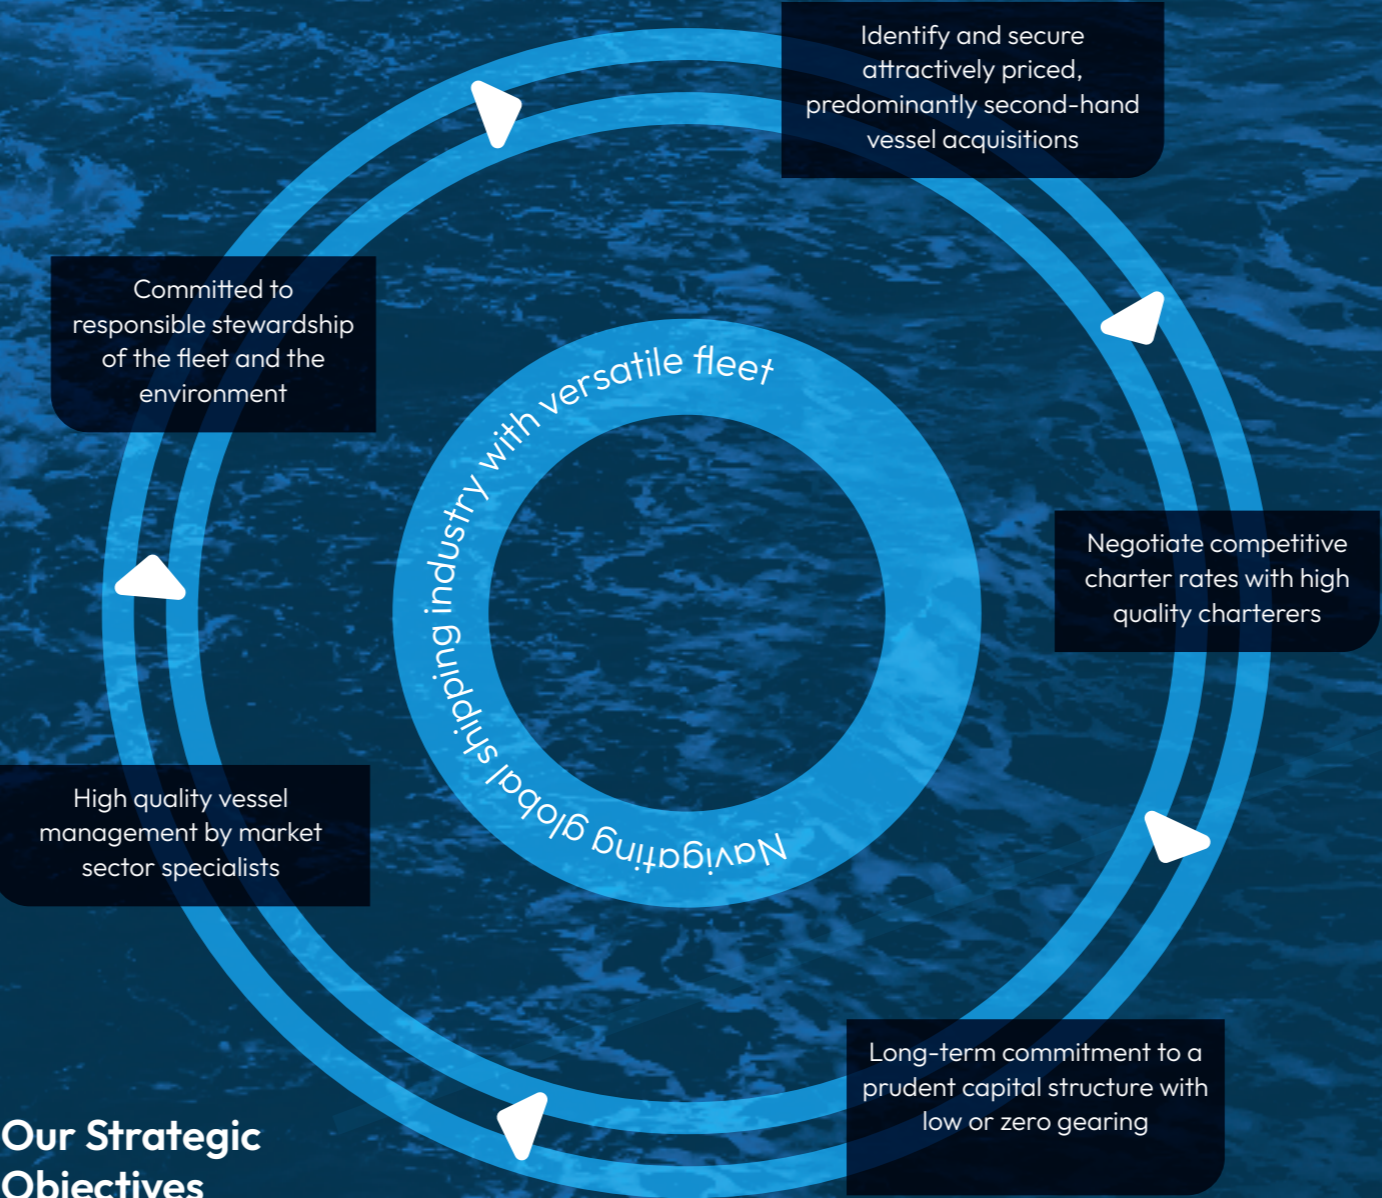 Identify and secure
attractively priced,
predominantly second-hand
vessel acquisitions
Committed to
responsible stewardship
of the fleet and the
environment
Navigating global shipping industry with versatile fleet
Negotiate competitive
charter rates with high
quality charterers
High quality vessel
management by market
sector specialists
Long-term commitment to a
prudent capital structure with
low or zero gearing
Our Strategic
Objectives